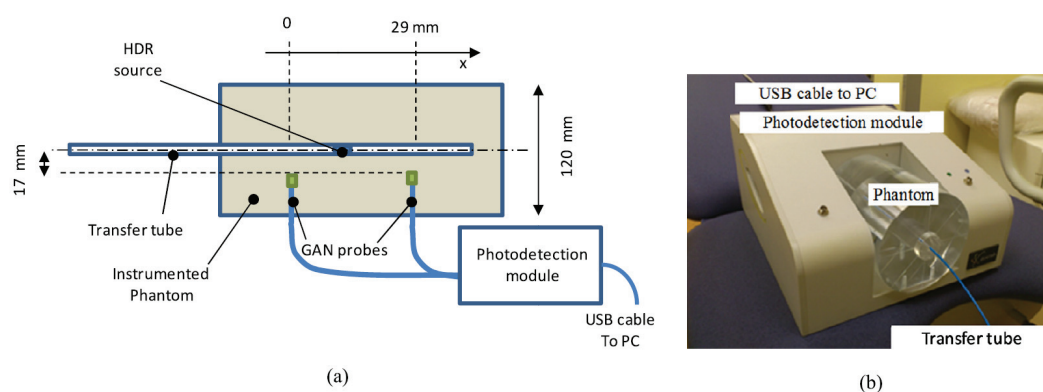 0
29 mm
x
HDR
source
17 mm
120 mm
Transfer tube
GAN probes
Instrumented
Phantom
Photodetection
module
USB cable
To PC
(a)
USB cable to PC
Photodetection module
Phantom
Transfer tube
(b)